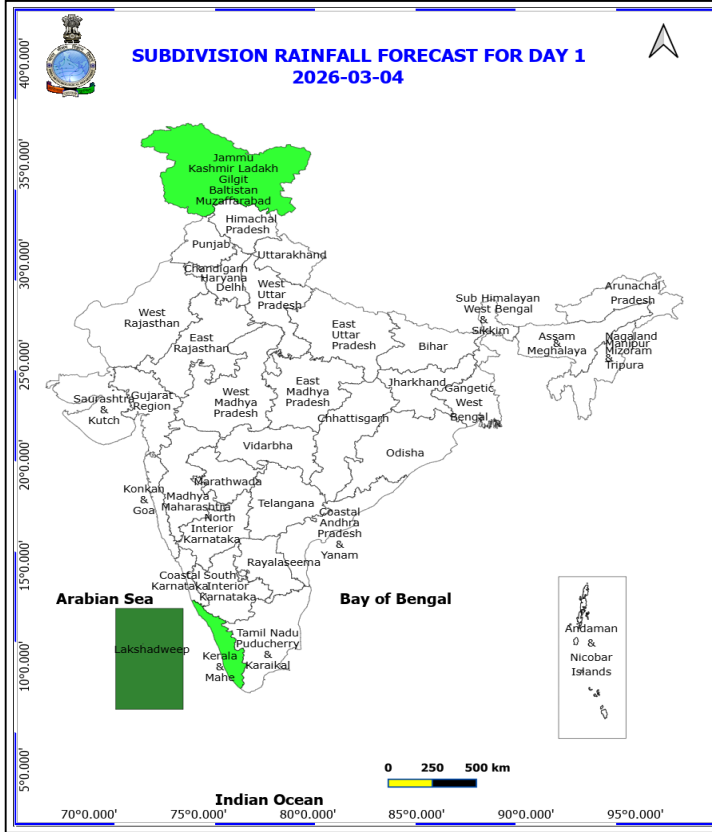 SUBDIVISION RAINFALL FORECAST FOR DAY 1
2026-03-04
40°0.000'
35°0.000'
30°0.000'
25°0.000'
20°0.000'
15°0.000'
10°0.000'
5°0.000'
Jammu
Kashmir Ladakh
Gilgit
Baltistan
Muzaffarabad
Himachal
Pradesh
Punjab
Uttarakhand
Chandigarh
Haryana
Delhi
West
Uttar
Pradesh
West
Rajasthan
East
Rajasthan
East
Uttar
Pradesh
Bihar
Sub Himalayan
West Bengal
&
Sikkim
Arunachal
Pradesh
Assam
&
Meghalaya
Nagaland
Manipur
Mizoram
&
Tripura
Saurashtra
&
Kutch
Gujarat
Region
West
Madhya
Pradesh
East
Madhya
Pradesh
Jharkhand
Gangetic
West
Bengal
Chhattisgarh
Odisha
Vidarbha
Konkan
&
Goa
Madhya
Maharashtra
Marathwada
Telangana
North
Interior
Karnataka
Coastal
Andhra
Pradesh
&
Yanam
Rayalaseema
Coastal
Karnataka
South
Interior
Karnataka
Arabian Sea
Bay of Bengal
Lakshadweep
Kerala
&
Mahe
Tamil Nadu
Puducherry
&
Karaikal
Andaman
&
Nicobar
Islands
0 250 500 km
Indian Ocean
70°0.000' 75°0.000' 80°0.000' 85°0.000' 90°0.000' 95°0.000'